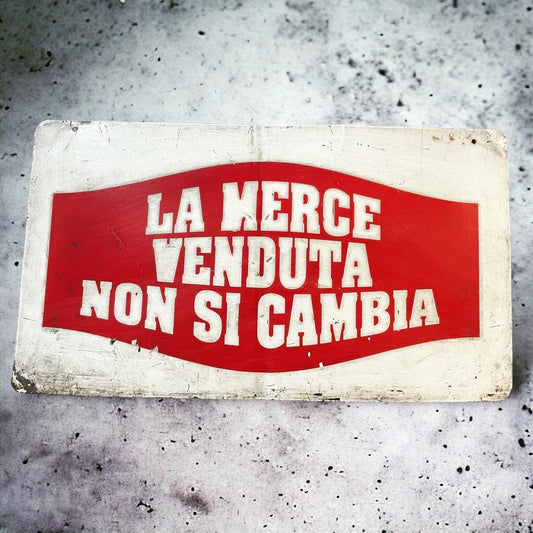 LA MERCE
VENDUTA
NON SI CAMBIA